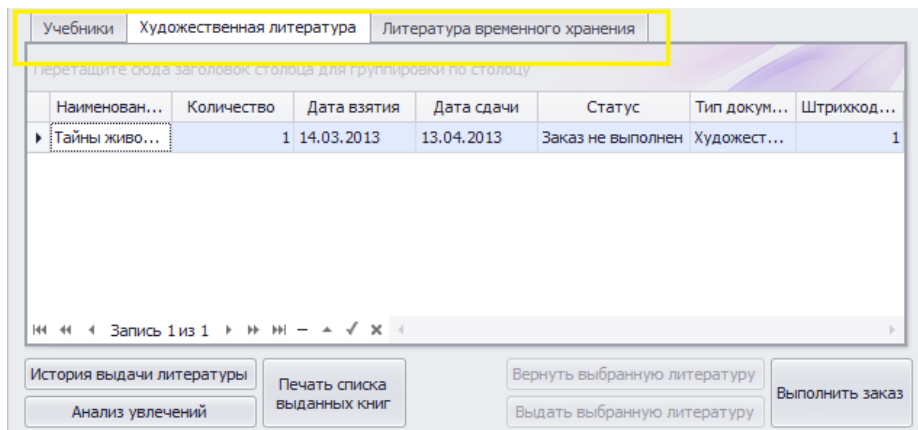 Учебники Художественная литература Литература временного хранения
Перетащите сюда заголовок столбца для группировки по столбцу
Наименован... Количество Дата взятия Дата сдачи Статус Тип докум... Штрихкод...
Тайны живо... 1 14.03.2013 13.04.2013 Заказ не выполнен Художест... 1
Запись 1 из 1
История выдачи литературы
Анализ увлечений
Печать списка
выданных книг
Вернуть выбранную литературу
Выдать выбранную литературу
Выполнить заказ